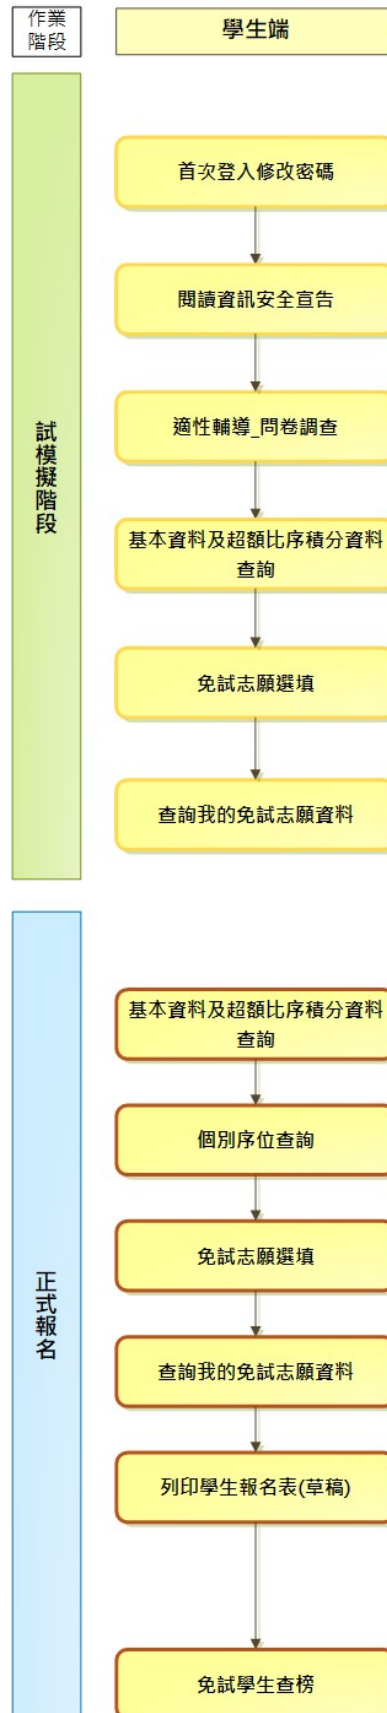 作業
階段
學生端
試模擬階段
首次登入修改密碼
閱讀資訊安全宣告
適性輔導_問卷調查
基本資料及超額比序積分資料
查詢
免試志願選填
查詢我的免試志願資料
正式報名
基本資料及超額比序積分資料
查詢
個別序位查詢
免試志願選填
查詢我的免試志願資料
列印學生報名表(草稿)
免試學生查榜